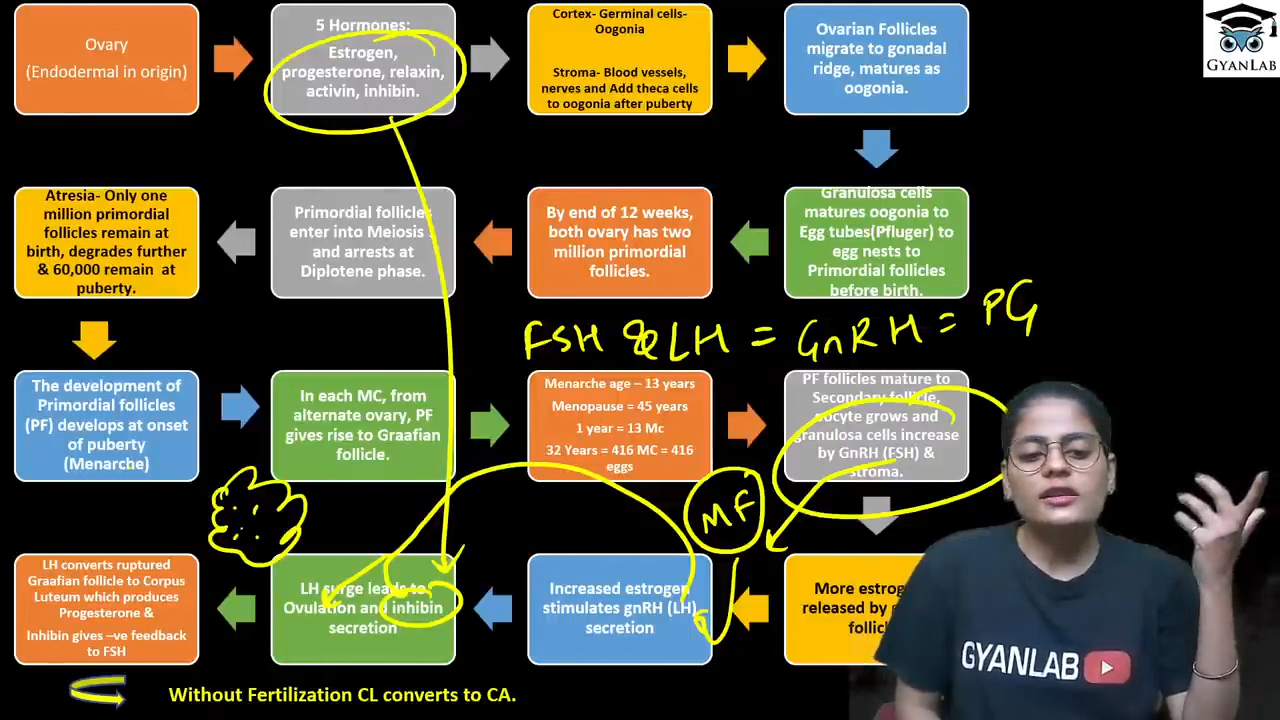 Ovary
(Endodermal in origin)
5 Hormones:
Estrogen,
progesterone, relaxin,
activin, inhibin.
Cortex- Germinal cells-
Oogonia
Stroma- Blood vessels,
nerves and Add theca cells
to oogonia after puberty
Ovarian Follicles
migrate to gonadal
ridge, matures as
oogonia.
GYANLAB
Atresia- Only one
million primordial
follicles remain at
birth, degrades further
& 60,000 remain at
puberty.
Primordial follicles
enter into Meiosis
and arrests at
Diplotene phase.
By end of 12 weeks,
both ovary has two
million primordial
follicles.
Granulosa cells
matures oogonia to
Egg tubes(Pfluger) to
egg nests to
Primordial follicles
before birth.
FSH & LH = GnRH = PG
The development of
Primordial follicles
(PF) develops at onset
of puberty
(Menarche)
In each MC, from
alternate ovary, PF
gives rise to Graafian
follicle.
Menarche age – 13 years
Menopause = 45 years
1 year = 13 Mc
32 Years = 416 MC = 416
eggs
PF follicles mature to
Secondary follicle,
oocyte grows and
granulosa cells increase
by GnRH (FSH) &
stroma.
MF
LH converts ruptured
Graafian follicle to Corpus
Luteum which produces
Progesterone &
Inhibin gives –ve feedback
to FSH
LH surge leads to
Ovulation and inhibin
secretion
Increased estrogen
stimulates gnRH (LH)
secretion
More
released by
GYANLAB
Without Fertilization CL converts to CA.